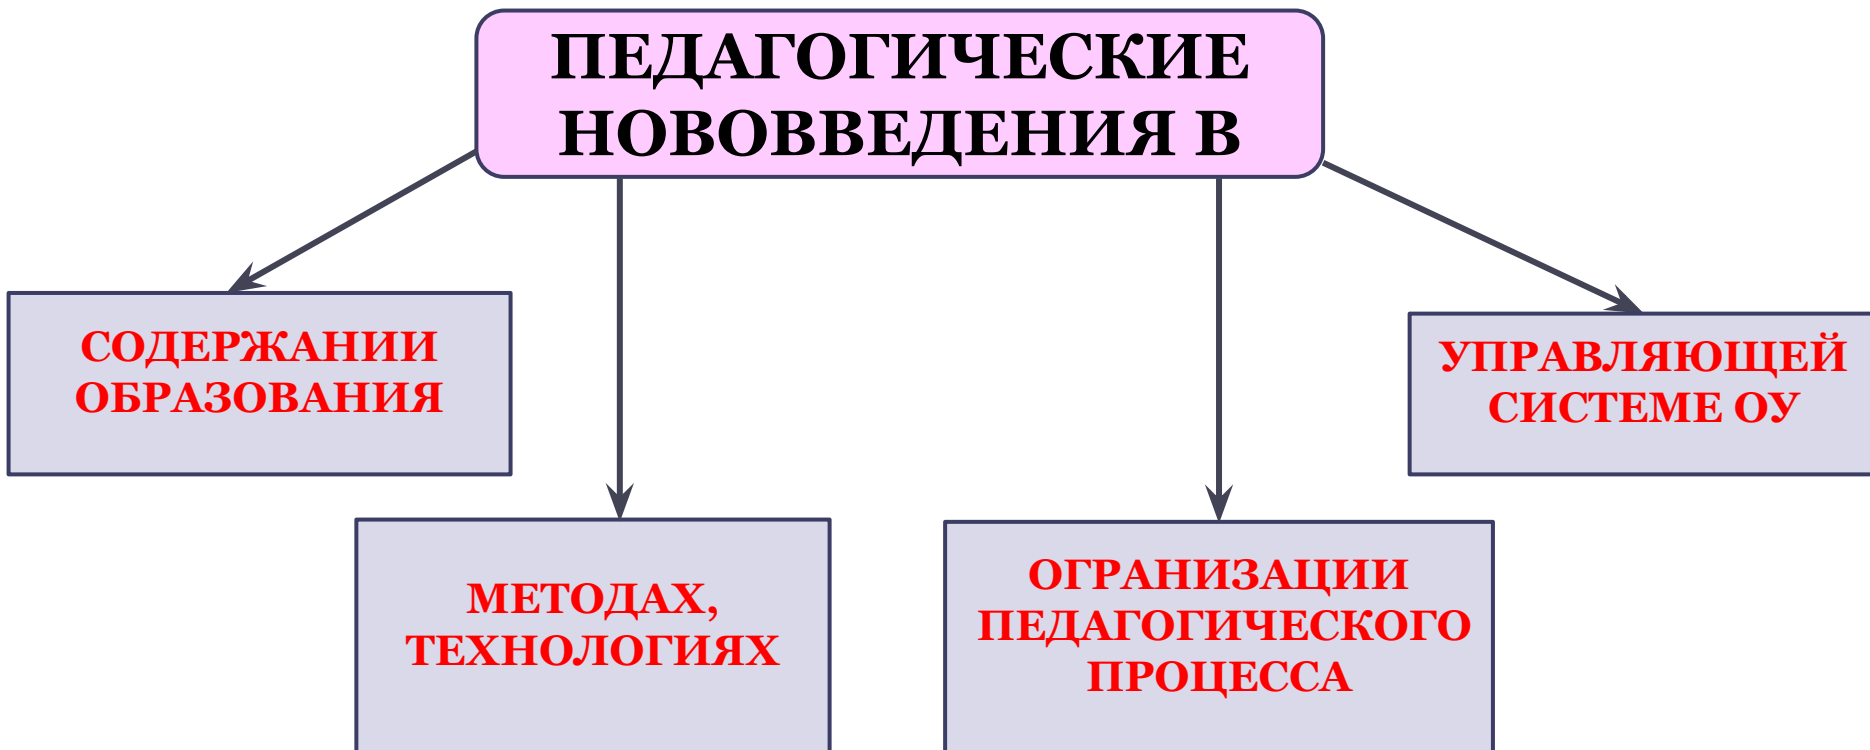 ПЕДАГОГИЧЕСКИЕ
НОВОВВЕДЕНИЯ В
СОДЕРЖАНИИ
ОБРАЗОВАНИЯ
УПРАВЛЯЮЩЕЙ
СИСТЕМЕ ОУ
МЕТОДАХ,
ТЕХНОЛОГИЯХ
ОГРАНИЗАЦИИ
ПЕДАГОГИЧЕСКОГО
ПРОЦЕССА